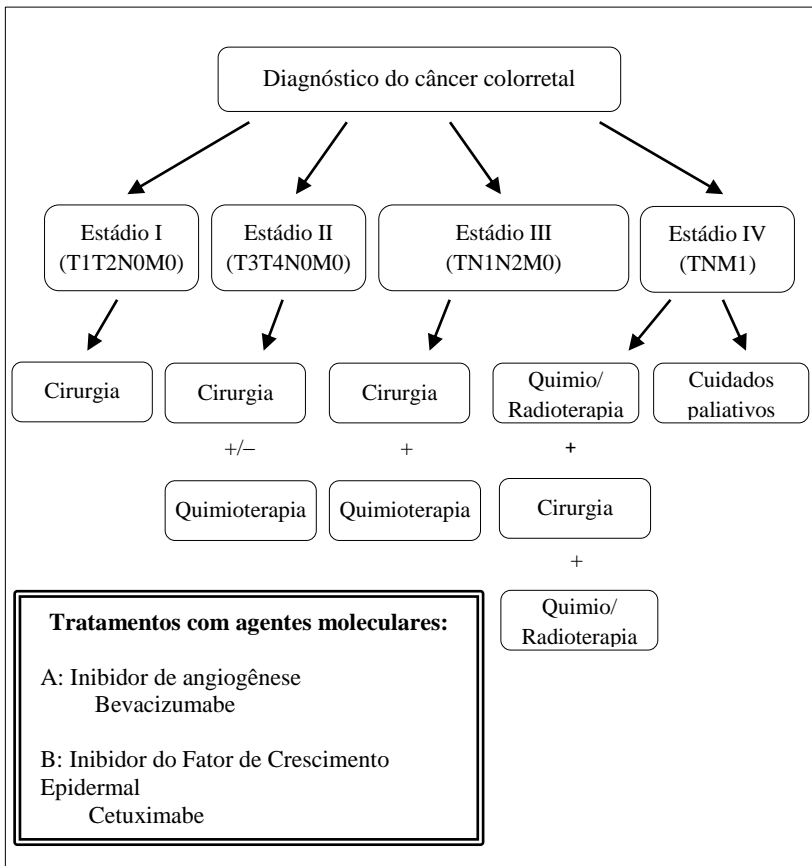 Diagnóstico do câncer colorretal
Estádio I
(T1T2N0M0)
Estádio II
(T3T4N0M0)
Estádio III
(TN1N2M0)
Estádio IV
(TNM1)
Cirurgia
Cirurgia
+/–
Quimioterapia
Cirurgia
+
Quimioterapia
Quimio/
Radioterapia
+
Cirurgia
+
Quimio/
Radioterapia
Cuidados
paliativos
Tratamentos com agentes moleculares:
A: Inibidor de angiogênese
Bevacizumabe
B: Inibidor do Fator de Crescimento
Epidermal
Cetuximabe